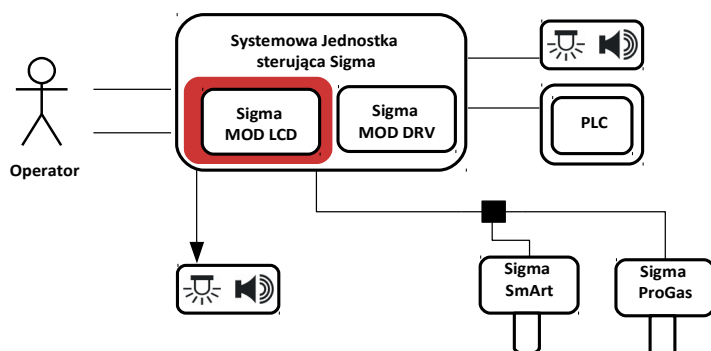 Systemowa Jednostka
sterująca Sigma
Sigma
MOD LCD
Sigma
MOD DRV
PLC
Operator
Sigma
SmArt
Sigma
ProGas